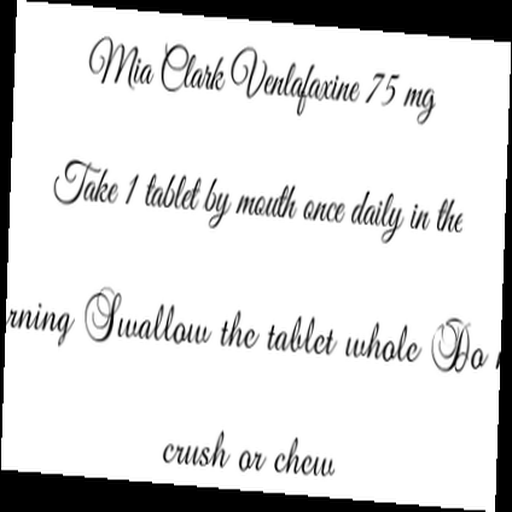 Mia Clark Venlafaxine 75 mg
Take 1 tablet by mouth once daily in the
rning Swallow the tablet whole Do
crush or chew